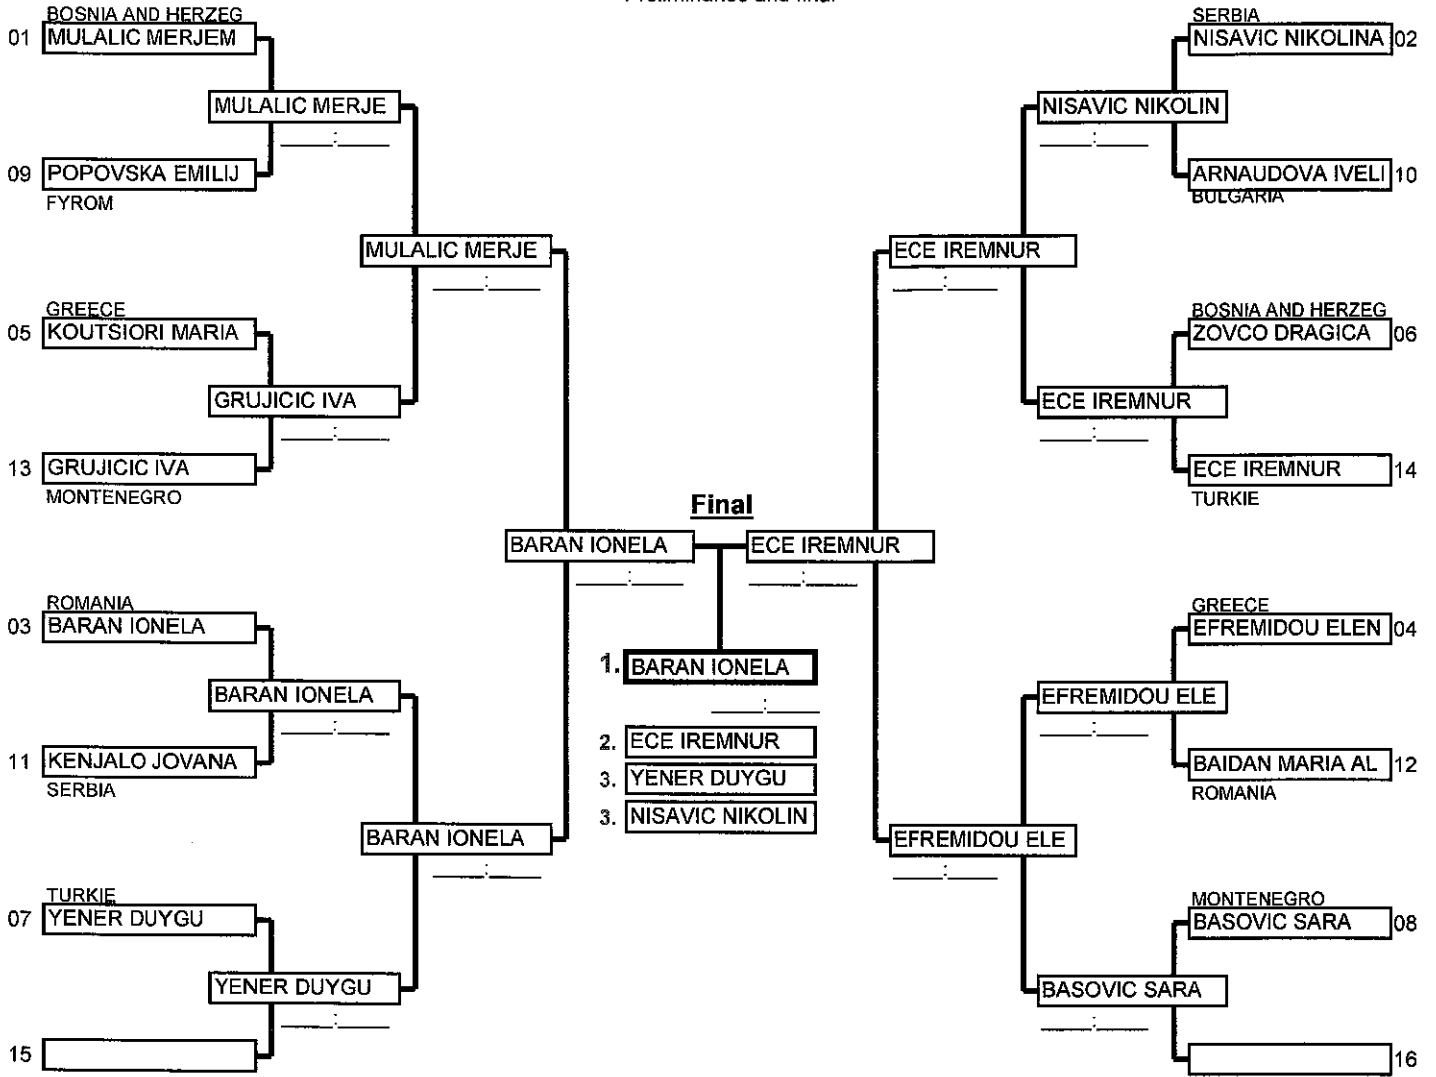 BOSNIA AND HERZEG
01 MULALIC MERJEM
MULALIC MERJE
:
09 POPOVSKA EMILIJ
FYROM
MULALIC MERJE
:
GREECE
05 KOUTSIORI MARIA
GRUJICIC IVA
:
13 GRUJICIC IVA
MONTENEGRO
BARAN IONELA
:
ROMANIA
03 BARAN IONELA
BARAN IONELA
:
11 KENJALO JOVANA
SERBIA
BARAN IONELA
:
TURKIE
07 YENER DUYGU
YENER DUYGU
:
15
Final
1. BARAN IONELA
:
2. ECE IREMNUR
3. YENER DUYGU
3. NISAVIC NIKOLIN
SERBIA
NISAVIC NIKOLINA 02
NISAVIC NIKOLIN
:
ARNAUDOVA IVELI 10
BULGARIA
ECE IREMNUR
:
BOSNIA AND HERZEG
ZOVCO DRAGICA 06
ECE IREMNUR
:
ECE IREMNUR 14
TURKIE
ECE IREMNUR
:
GREECE
EFREMIDOU ELEN 04
EFREMIDOU ELE
:
BAIDAN MARIA AL 12
ROMANIA
EFREMIDOU ELE
:
MONTENEGRO
BASOVIC SARA 08
BASOVIC SARA
:
16